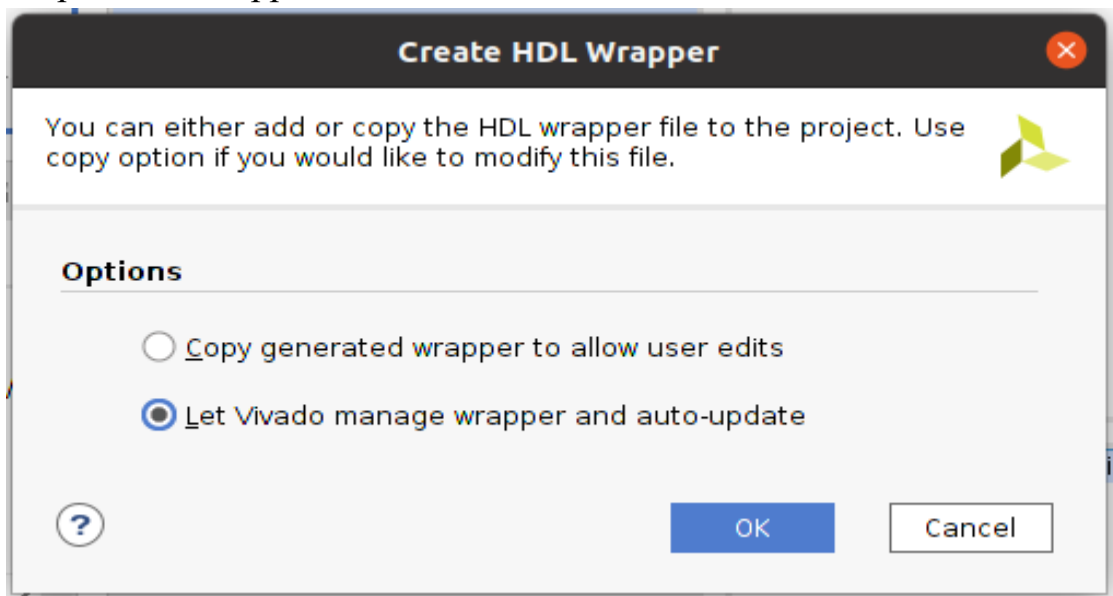 Create HDL Wrapper
You can either add or copy the HDL wrapper file to the project. Use
copy option if you would like to modify this file.
Options
Copy generated wrapper to allow user edits
Let Vivado manage wrapper and auto-update
?
OK
Cancel